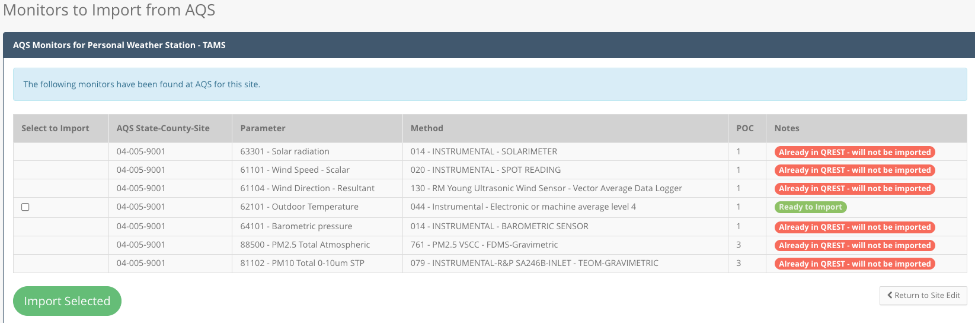 Monitors to Import from AQS
AQS Monitors for Personal Weather Station - TAMS
The following monitors have been found at AQS for this site.
Select to Import AQS State-County-Site Parameter Method POC Notes
04-005-9001 63301 - Solar radiation 014 - INSTRUMENTAL - SOLARIMETER 1 Already in QREST - will not be imported
04-005-9001 61101 - Wind Speed - Scalar 020 - INSTRUMENTAL - SPOT READING 1 Already in QREST - will not be imported
04-005-9001 61104 - Wind Direction - Resultant 130 - RM Young Ultrasonic Wind Sensor - Vector Average Data Logger 1 Already in QREST - will not be imported
04-005-9001 62101 - Outdoor Temperature 044 - Instrumental - Electronic or machine average level 4 1 Ready to Import
04-005-9001 64101 - Barometric pressure 014 - INSTRUMENTAL - BAROMETRIC SENSOR 1 Already in QREST - will not be imported
04-005-9001 88500 - PM2.5 Total Atmospheric 761 - PM2.5 VSCC - FDMS-Gravimetric 3 Already in QREST - will not be imported
04-005-9001 81102 - PM10 Total 0-10um STP 079 - INSTRUMENTAL-R&P SA246B-INLET - TEOM-GRAVIMETRIC 3 Already in QREST - will not be imported
Import Selected Return to Site Edit